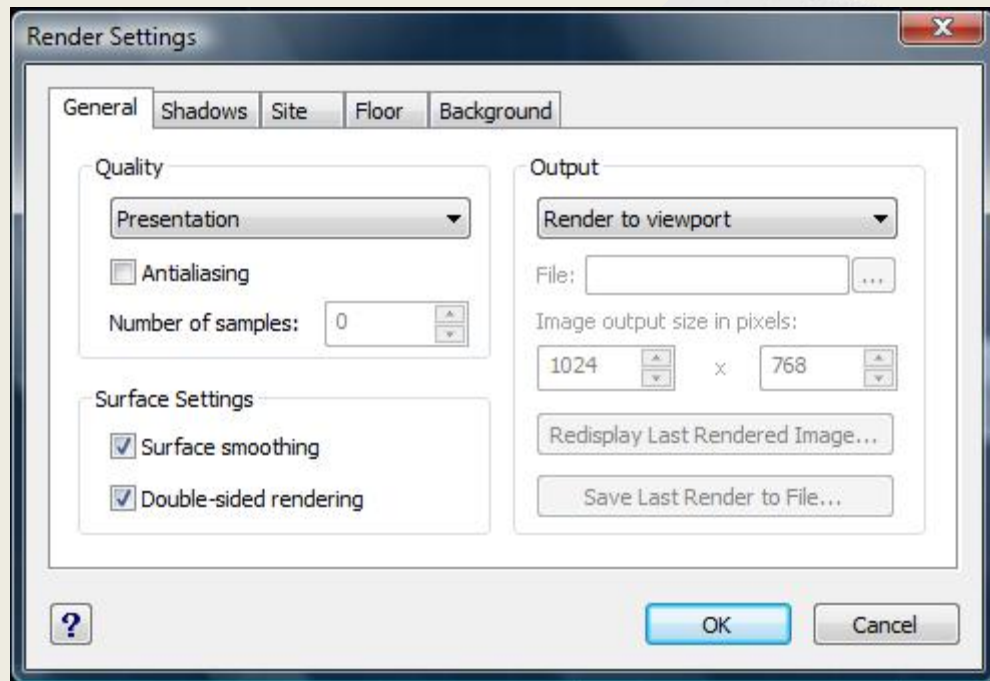 Render Settings
General Shadows Site Floor Background
Quality
Presentation
Antialiasing
Number of samples: 0
Surface Settings
Surface smoothing
Double-sided rendering
Output
Render to viewport
File: ...
Image output size in pixels:
1024 x 768
Redisplay Last Rendered Image...
Save Last Render to File...
? OK Cancel